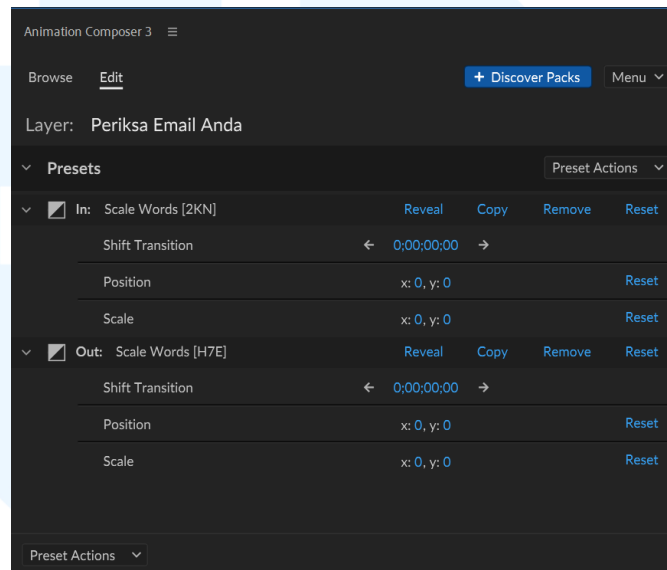 Animation Composer 3
Browse Edit + Discover Packs Menu
Layer: Periksa Email Anda
Presets Preset Actions
In: Scale Words [2KN] Reveal Copy Remove Reset
Shift Transition 0;00;00;00
Position x: 0, y: 0 Reset
Scale x: 0, y: 0 Reset
Out: Scale Words [H7E] Reveal Copy Remove Reset
Shift Transition 0;00;00;00
Position x: 0, y: 0 Reset
Scale x: 0, y: 0 Reset
Preset Actions